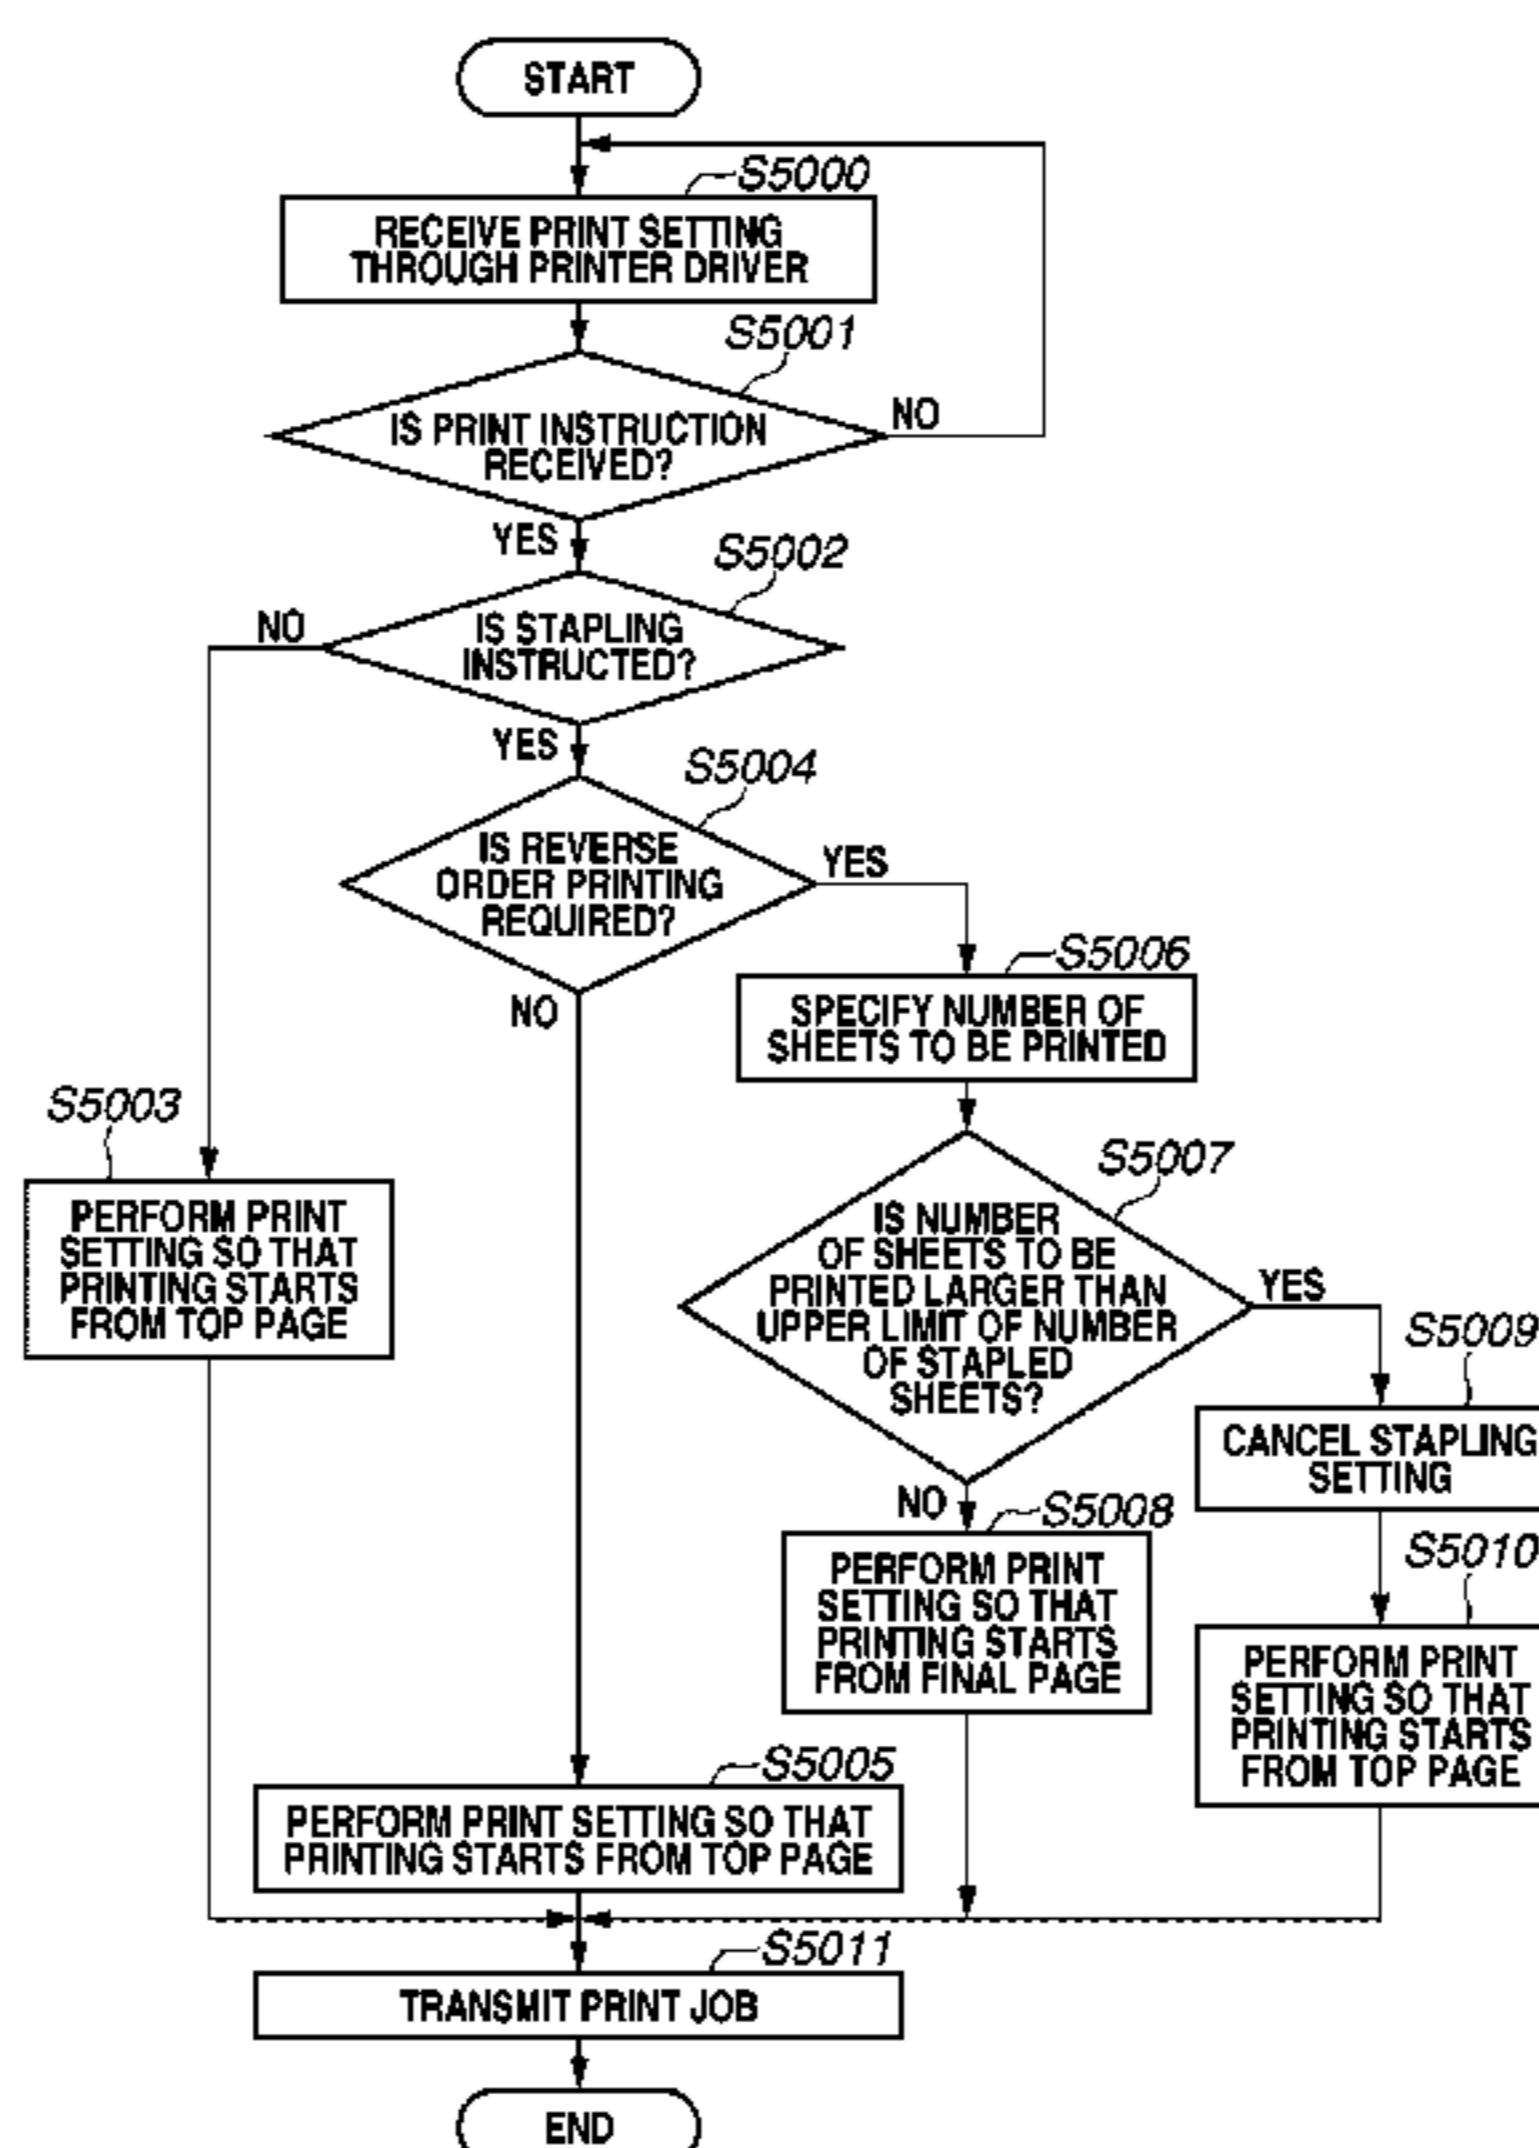 START
S5000
RECEIVE PRINT SETTING
THROUGH PRINTER DRIVER
S5001
IS PRINT INSTRUCTION
RECEIVED?
NO
YES
S5002
IS STAPLING
INSTRUCTED?
NO
YES
S5004
IS REVERSE
ORDER PRINTING
REQUIRED?
YES
NO
S5006
SPECIFY NUMBER OF
SHEETS TO BE PRINTED
S5003
PERFORM PRINT
SETTING SO THAT
PRINTING STARTS
FROM TOP PAGE
S5007
IS NUMBER
OF SHEETS TO BE
PRINTED LARGER THAN
UPPER LIMIT OF NUMBER
OF STAPLED
SHEETS?
YES
NO
S5009
CANCEL STAPLING
SETTING
S5008
PERFORM PRINT
SETTING SO THAT
PRINTING STARTS
FROM FINAL PAGE
S5010
PERFORM PRINT
SETTING SO THAT
PRINTING STARTS
FROM TOP PAGE
S5005
PERFORM PRINT SETTING SO THAT
PRINTING STARTS FROM TOP PAGE
S5011
TRANSMIT PRINT JOB
END